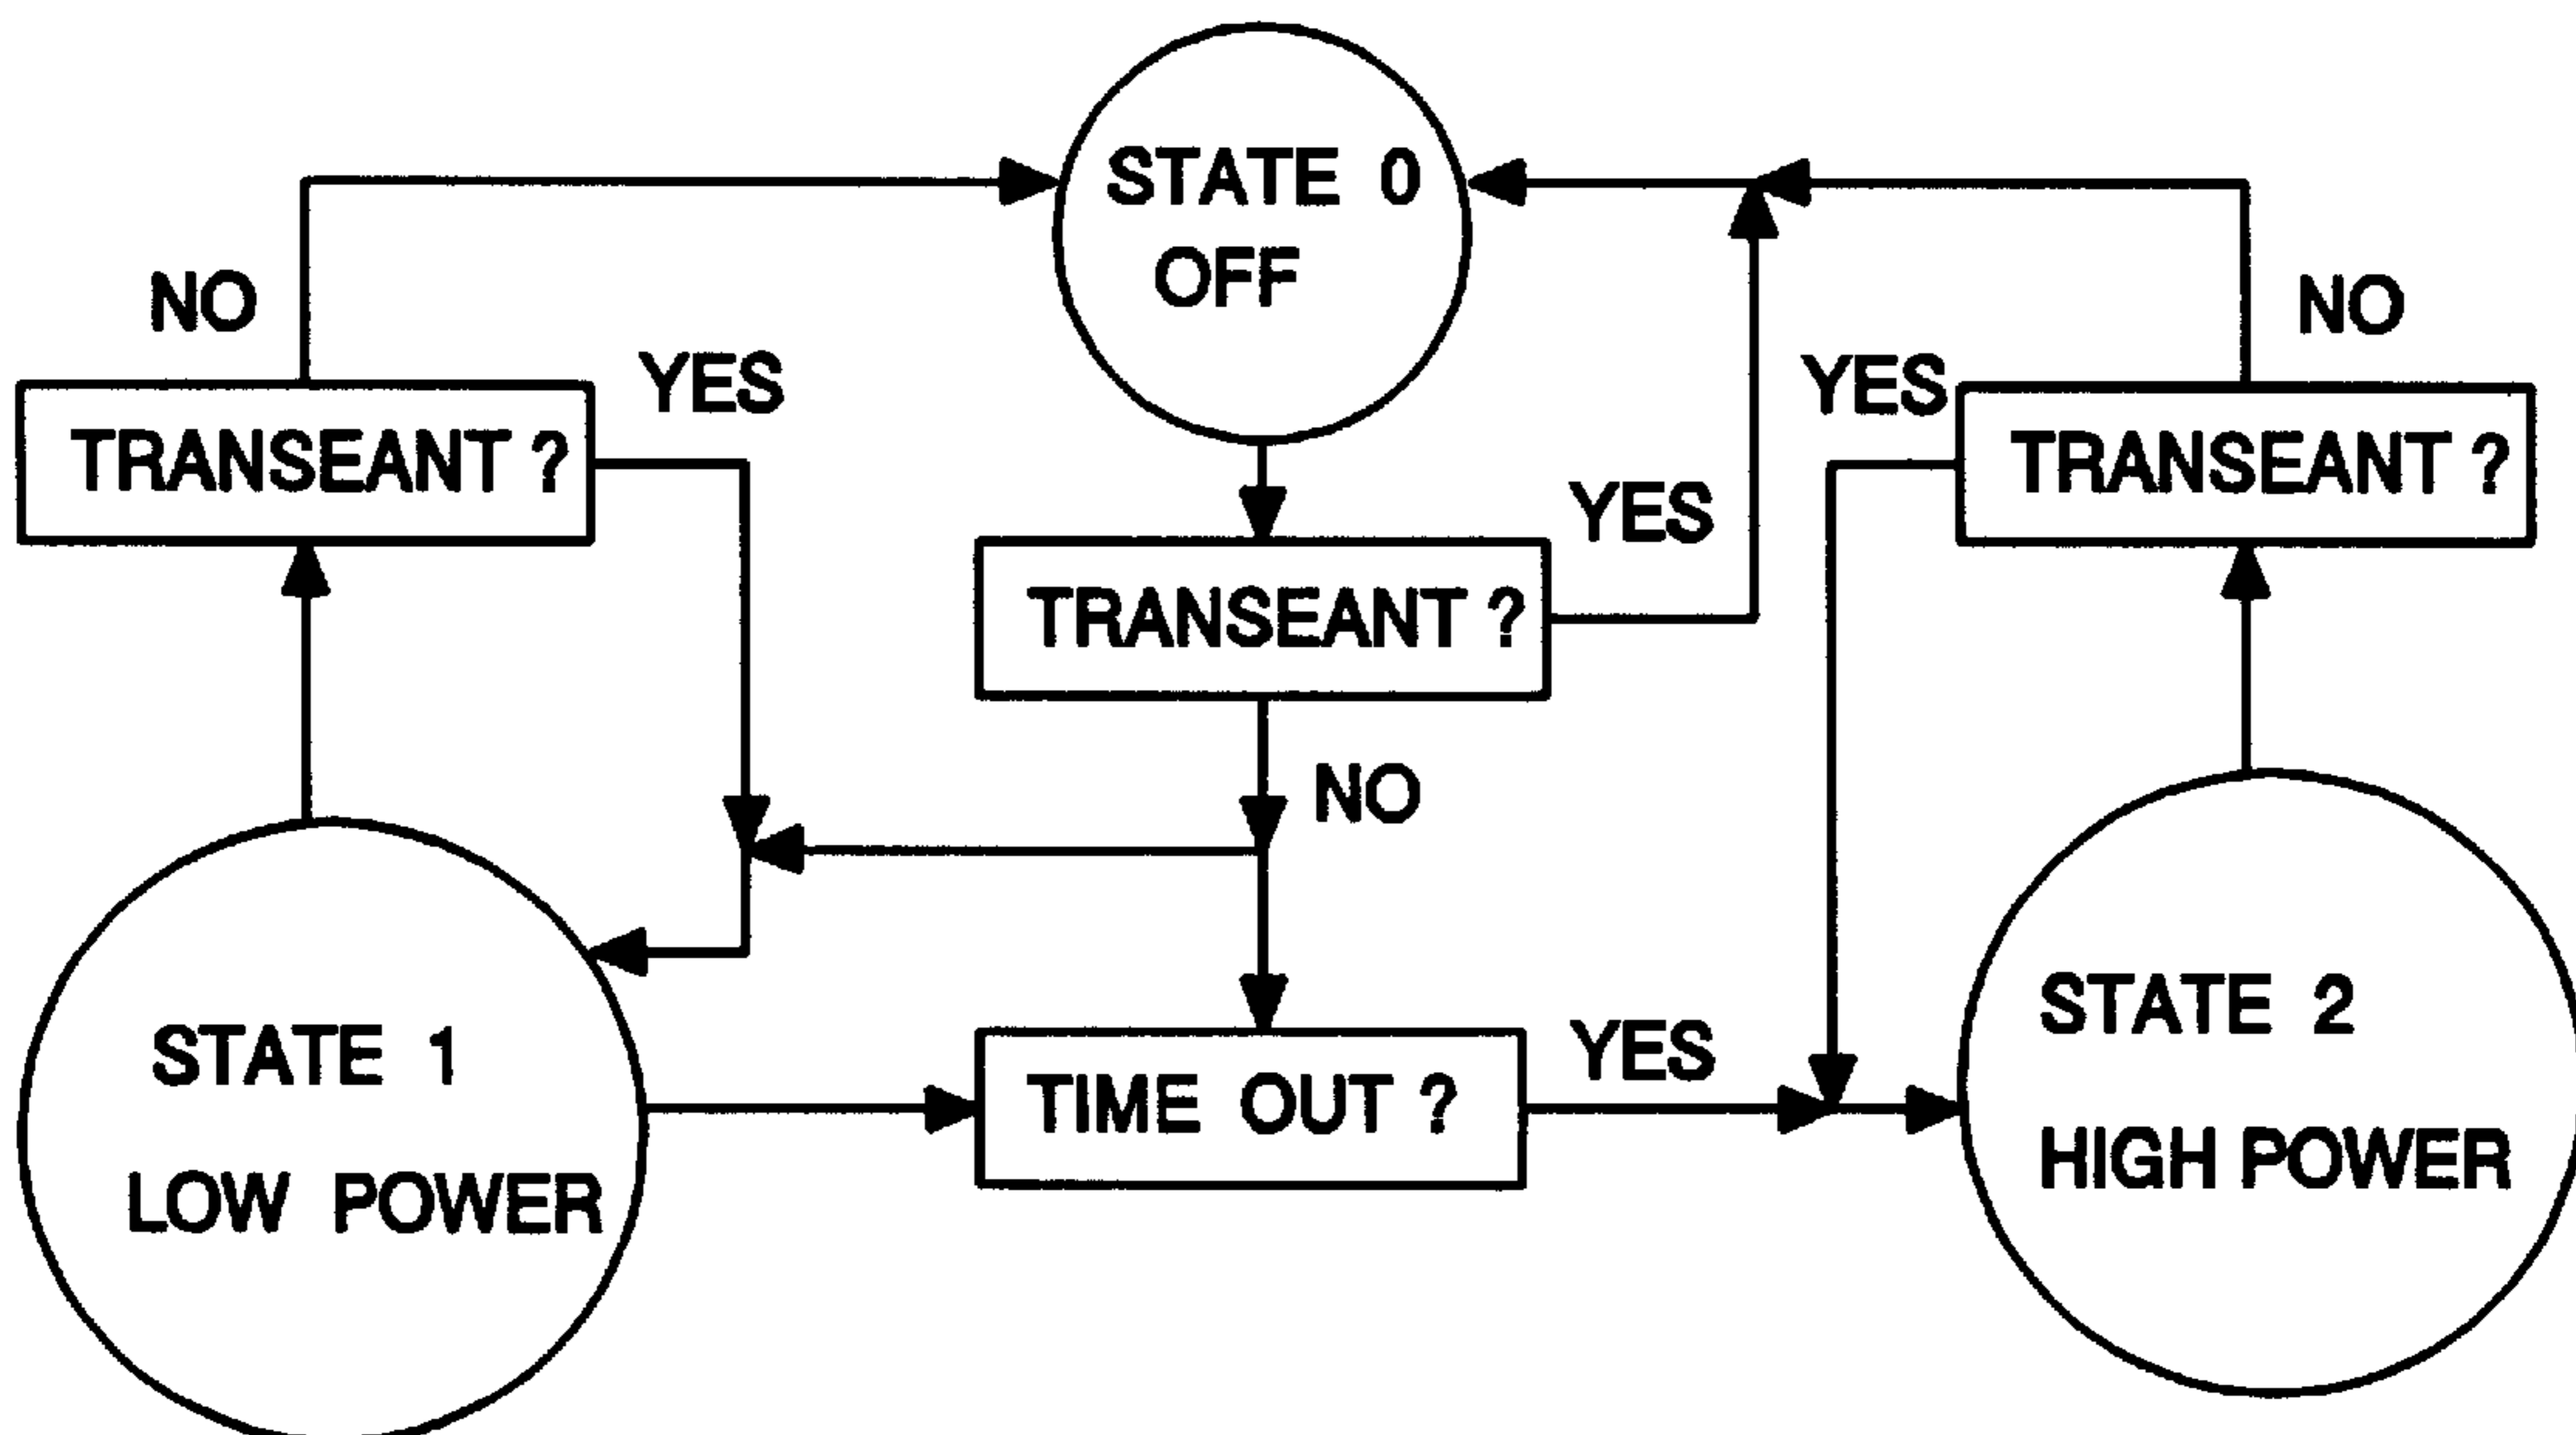 STATE 0
OFF
NO
NO
YES
YES
TRANSEANT ?
TRANSEANT ?
YES
TRANSEANT ?
NO
STATE 1
LOW POWER
TIME OUT ?
YES
STATE 2
HIGH POWER